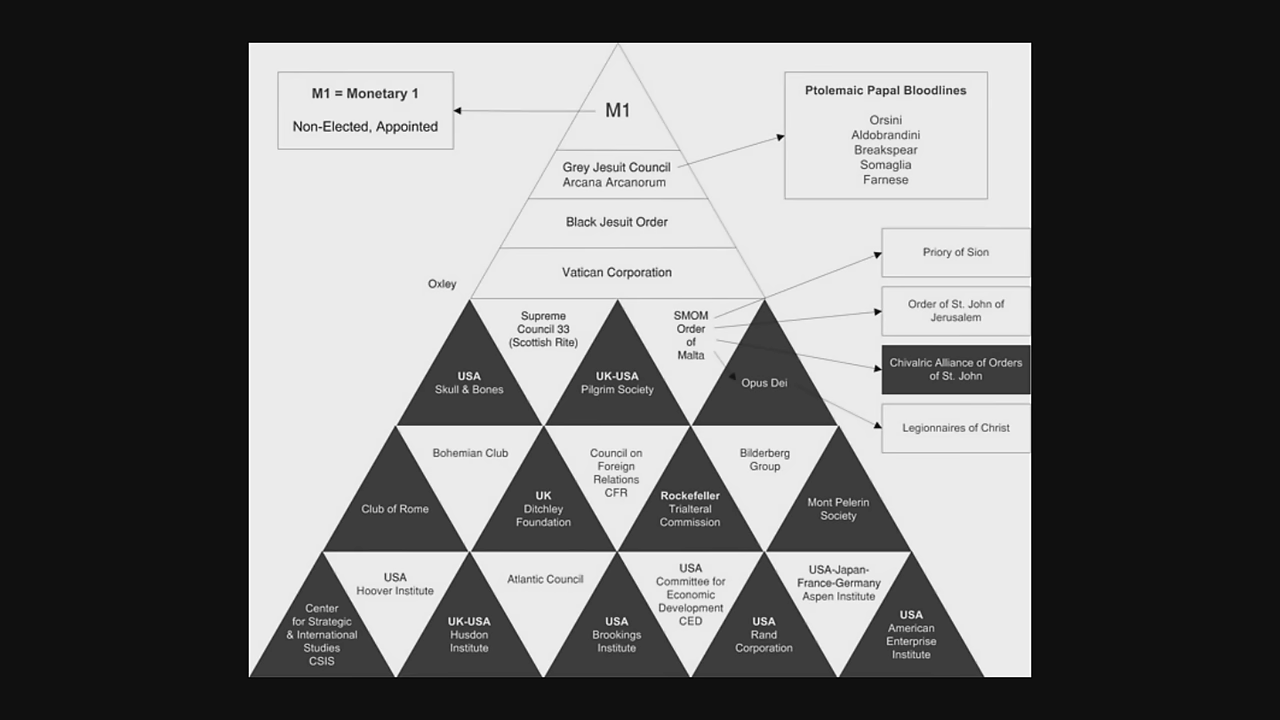 M1 = Monetary 1
Non-Elected, Appointed
M1
Ptolemaic Papal Bloodlines
Orsini
Aldobrandini
Breakspear
Somaglia
Farnese
Grey Jesuit Council
Arcana Arcanorum
Black Jesuit Order
Vatican Corporation
Oxley
Priory of Sion
Order of St. John of
Jerusalem
Chivalric Alliance of Orders
of St. John
Legionnaires of Christ
Supreme
Council 33
(Scottish Rite)
SMOM
Order
of
Malta
USA
Skull & Bones
UK-USA
Pilgrim Society
Opus Dei
Bohemian Club
Council on
Foreign
Relations
CFR
Bilderberg
Group
Club of Rome
UK
Ditchley
Foundation
Rockefeller
Trialteral
Commission
Mont Pelerin
Society
USA
Hoover Institute
Atlantic Council
USA
Committee for
Economic
Development
CED
USA-Japan-
France-Germany
Aspen Institute
Center
for Strategic
& International
Studies
CSIS
UK-USA
Husdon
Institute
USA
Brookings
Institute
USA
Rand
Corporation
USA
American
Enterprise
Institute